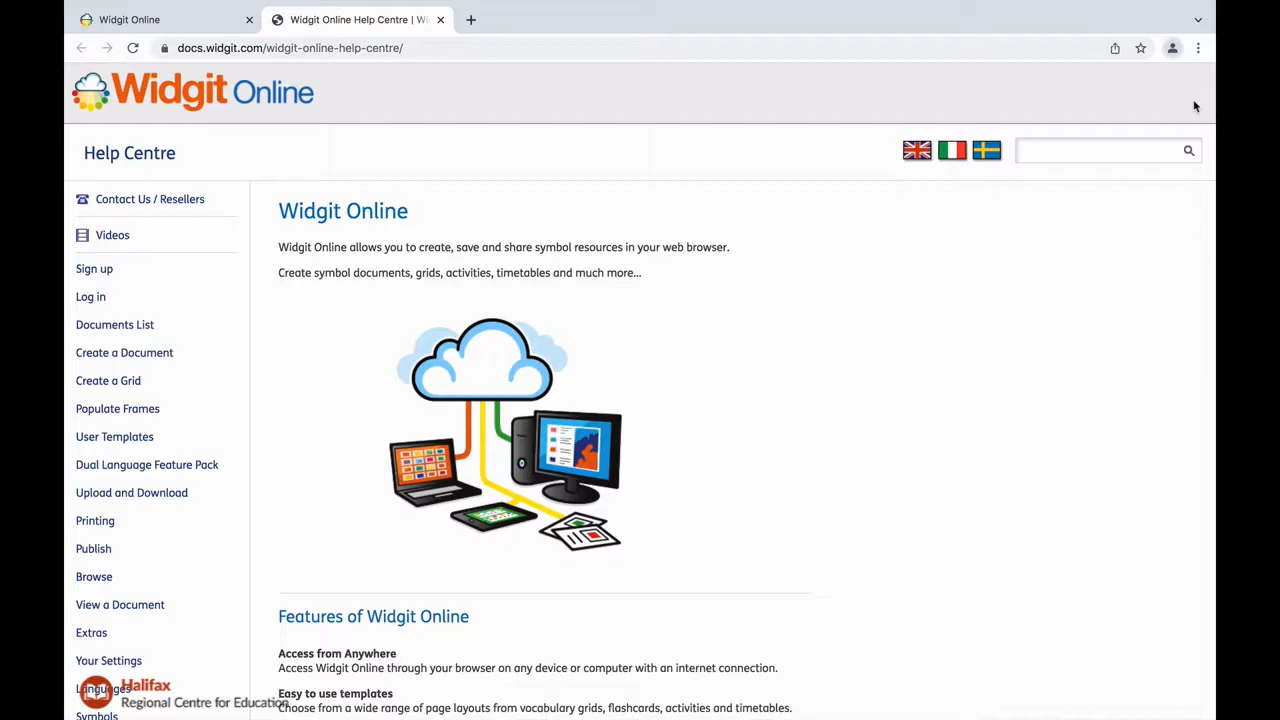 Widgit Online
Widgit Online Help Centre | Wi
docs.widgit.com/widgit-online-help-centre/
Widgit Online
Help Centre
Contact Us / Resellers
Videos
Sign up
Log in
Documents List
Create a Document
Create a Grid
Populate Frames
User Templates
Dual Language Feature Pack
Upload and Download
Printing
Publish
Browse
View a Document
Extras
Your Settings
Languages
Symbols
Widgit Online
Widgit Online allows you to create, save and share symbol resources in your web browser.
Create symbol documents, grids, activities, timetables and much more...
Features of Widgit Online
Access from Anywhere
Access Widgit Online through your browser on any device or computer with an internet connection.
Easy to use templates
Choose from a wide range of page layouts from vocabulary grids, flashcards, activities and timetables.
Halifax
Regional Centre for Education